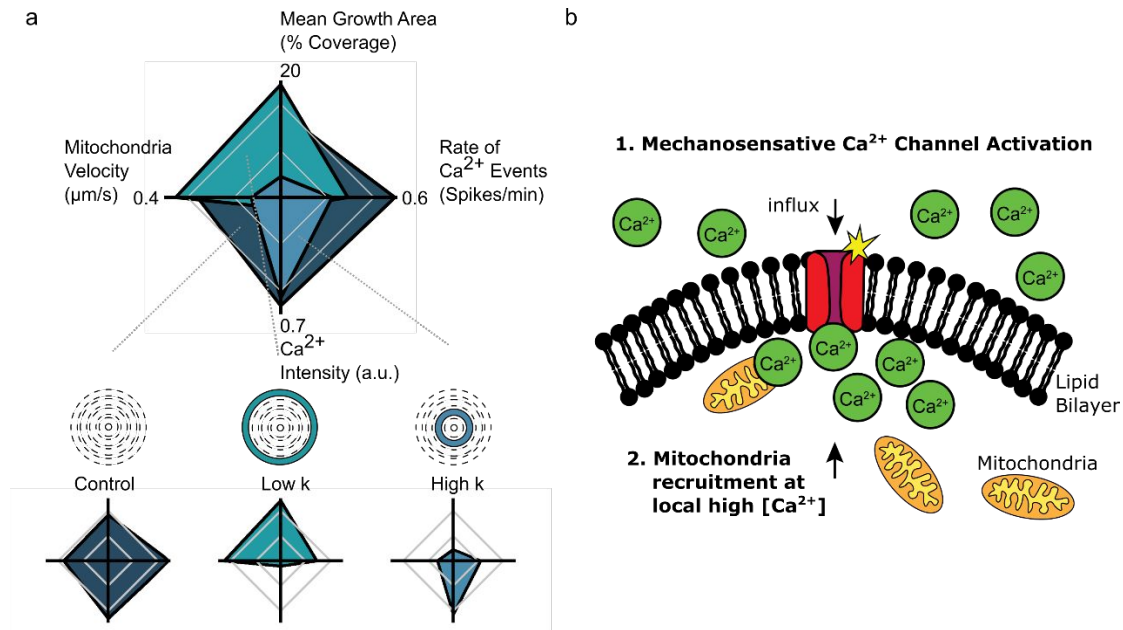 a
Mean Growth Area
(% Coverage)
20
Mitochondria
Velocity
(µm/s)
0.4
Rate of
Ca²⁺ Events
(Spikes/min)
0.6
0.7
Ca²⁺
Intensity (a.u.)
Control
Low k
High k
b
1. Mechanosensative Ca²⁺ Channel Activation
influx
Ca²⁺
Ca²⁺
Ca²⁺
Ca²⁺
Ca²⁺
Ca²⁺
Ca²⁺
Ca²⁺
Ca²⁺
Ca²⁺
Lipid
Bilayer
2. Mitochondria
recruitment at
local high [Ca²⁺]
Mitochondria